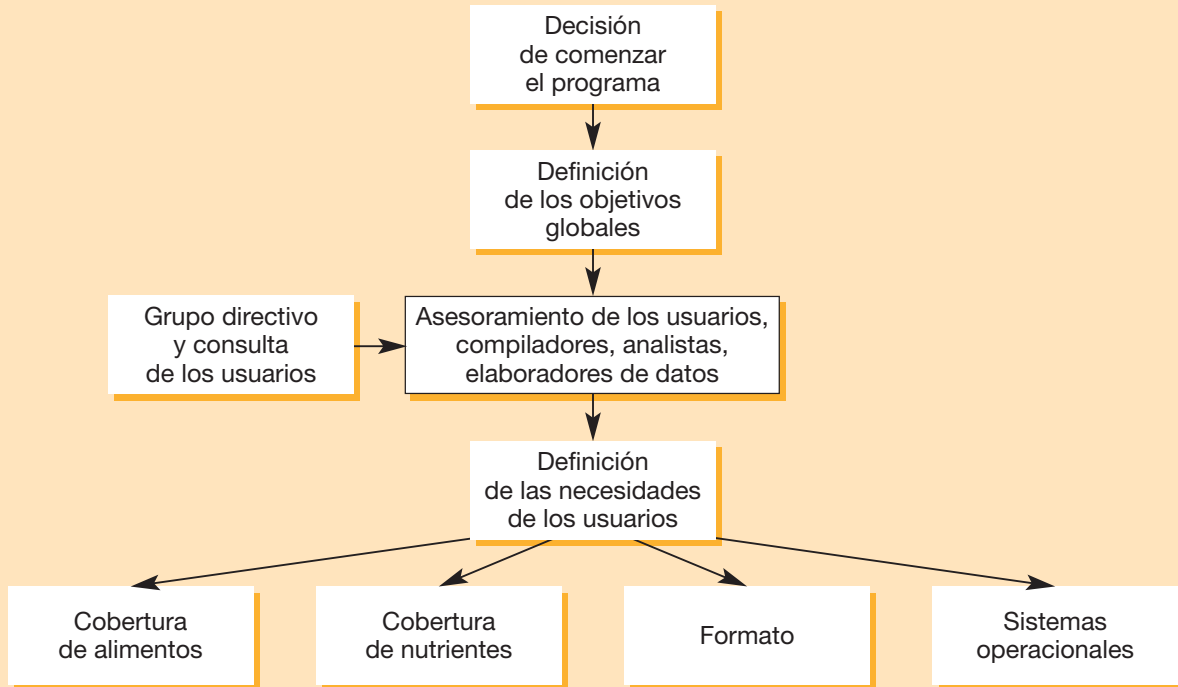 Decisión
de comenzar
el programa
Definición
de los objetivos
globales
Grupo directivo
y consulta
de los usuarios
Asesoramiento de los usuarios,
compiladores, analistas,
elaboradores de datos
Definición
de las necesidades
de los usuarios
Cobertura
de alimentos
Cobertura
de nutrientes
Formato
Sistemas
operacionales